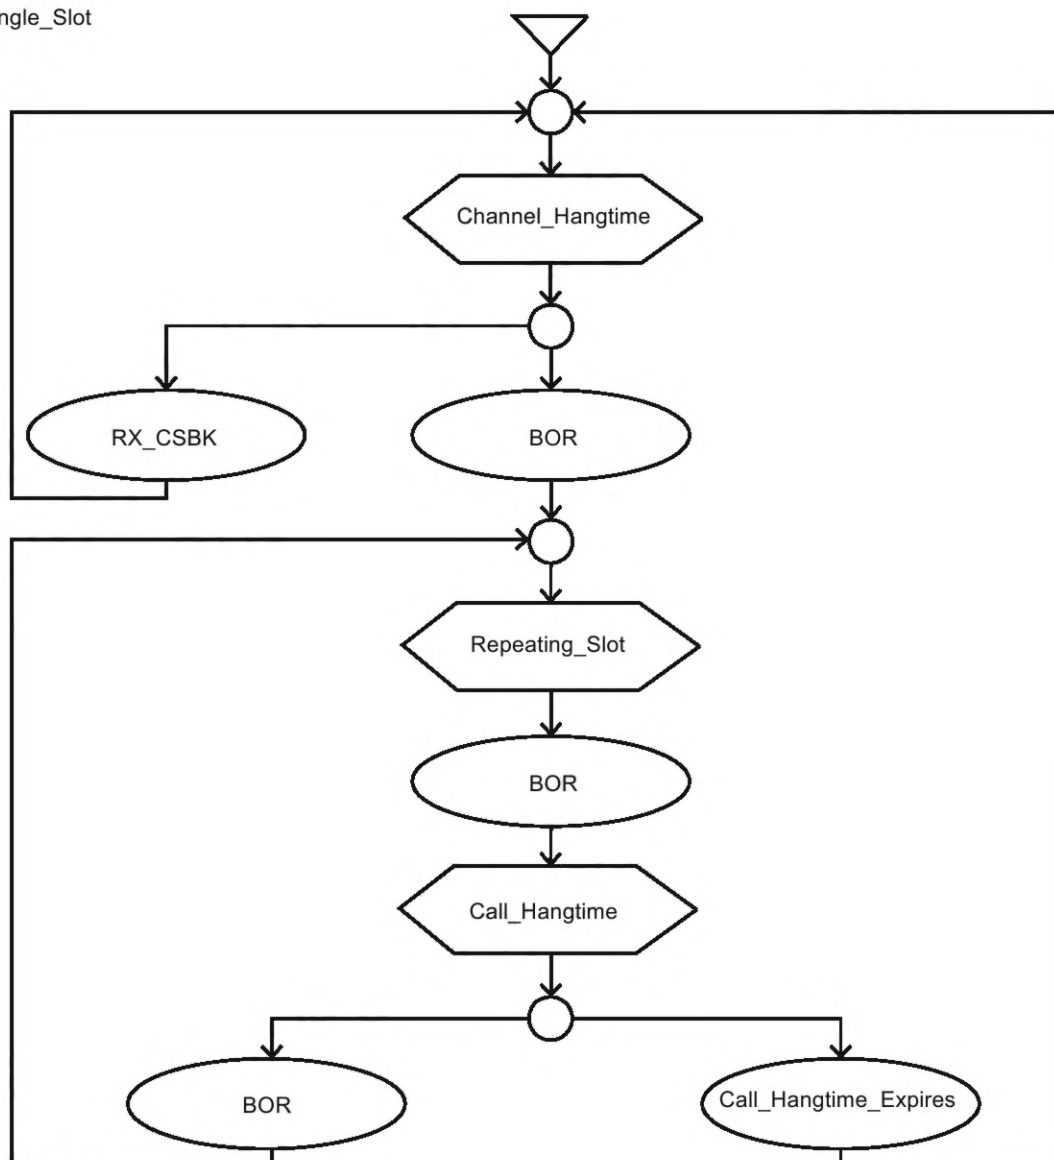 ngle_Slot
Channel_Hangtime
RX_CSBK
BOR
Repeating_Slot
BOR
Call_Hangtime
BOR
Call_Hangtime_Expires